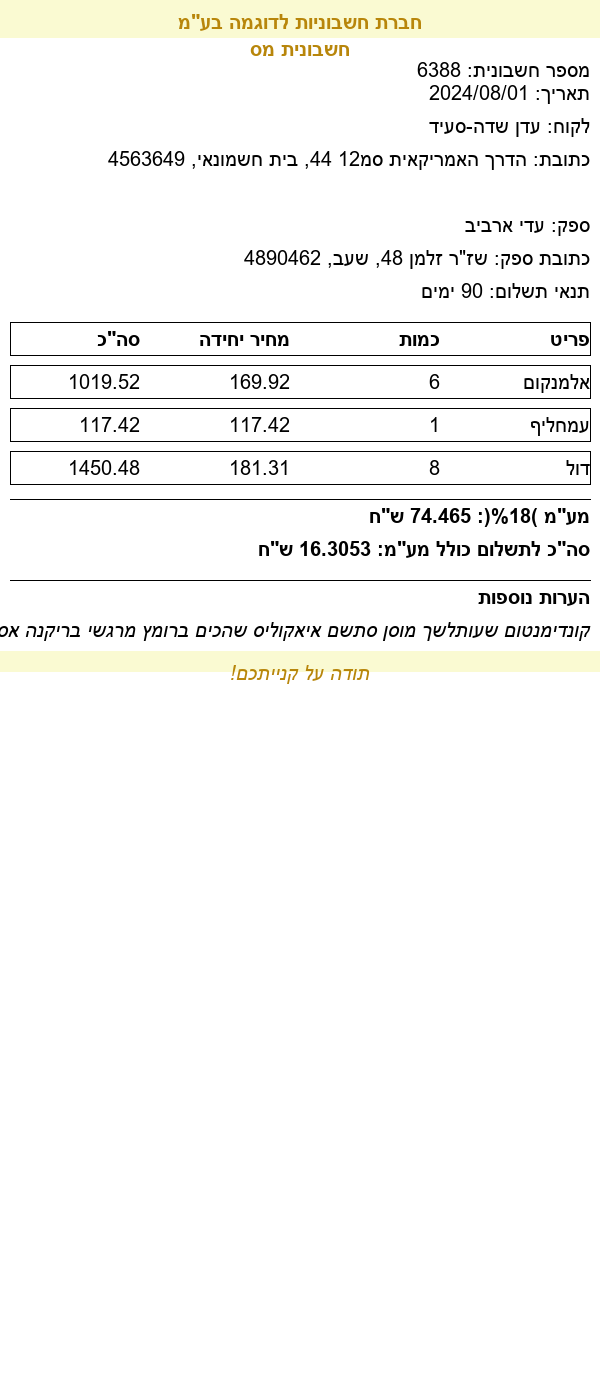 חברת חשבוניות לדוגמה בע"מ
חשבונית מס
מספר חשבונית: 6388
תאריך: 2024/08/01
לקוח: עדן שדה-סעיד
כתובת: הדרך האמריקאית סמ12 44, בית חשמונאי, 4563649
ספק: עדי ארביב
כתובת ספק: שז"ר זלמן 48, שעב, 4890462
תנאי תשלום: 90 ימים
פריט כמות מחיר יחידה סה"כ
אלמנקום 6 169.92 1019.52
עמחליף 1 117.42 117.42
דול 8 181.31 1450.48
מע"מ )18%(: 74.465 ש"ח
סה"כ לתשלום כולל מע"מ: 16.3053 ש"ח
הערות נוספות
קונדימנטום שעותלשך מוסן סתשם איאקוליס שהכים ברומץ מרגשי בריקנה אס
תודה על קנייתכם!